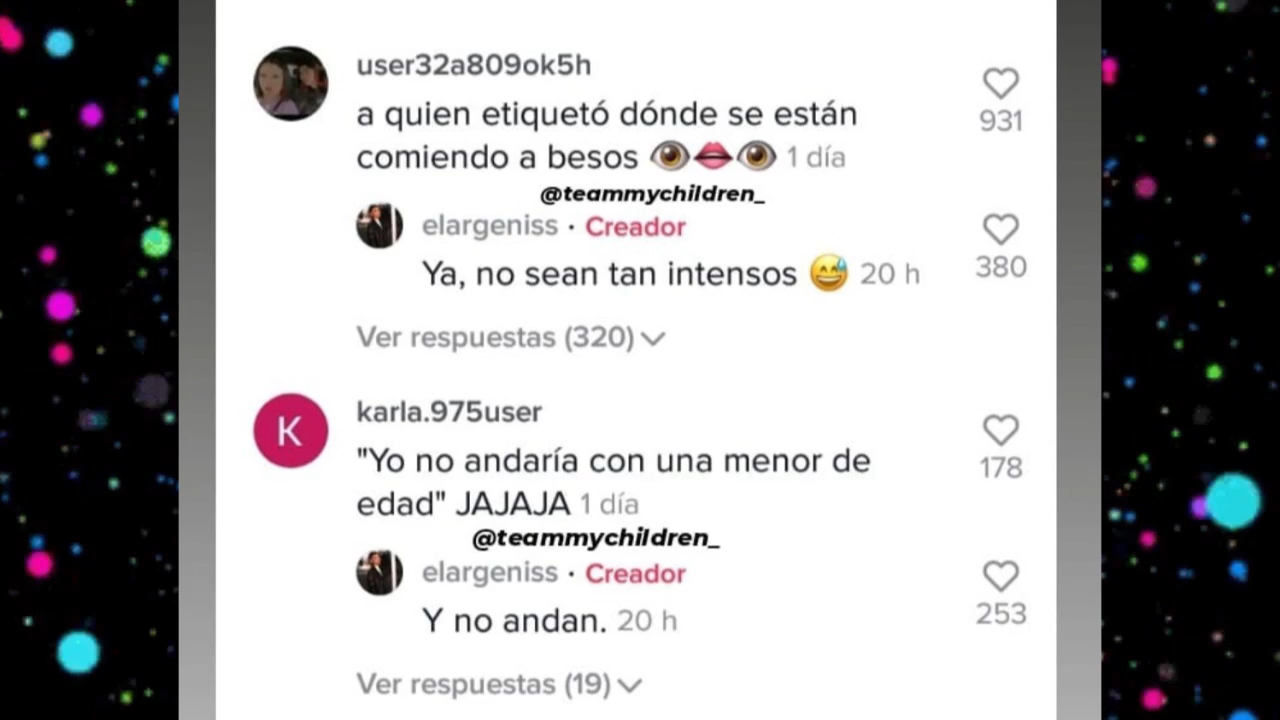 user32a809ok5h
a quien etiquetó dónde se están
comiendo a besos 👁️👄👁️ 1 día
931
@teammychildren_
elargeniss · Creador
Ya, no sean tan intensos 😅 20 h
380
Ver respuestas (320)
K
karla.975user
"Yo no andaría con una menor de
edad" JAJAJA 1 día
178
@teammychildren_
elargeniss · Creador
Y no andan. 20 h
253
Ver respuestas (19)